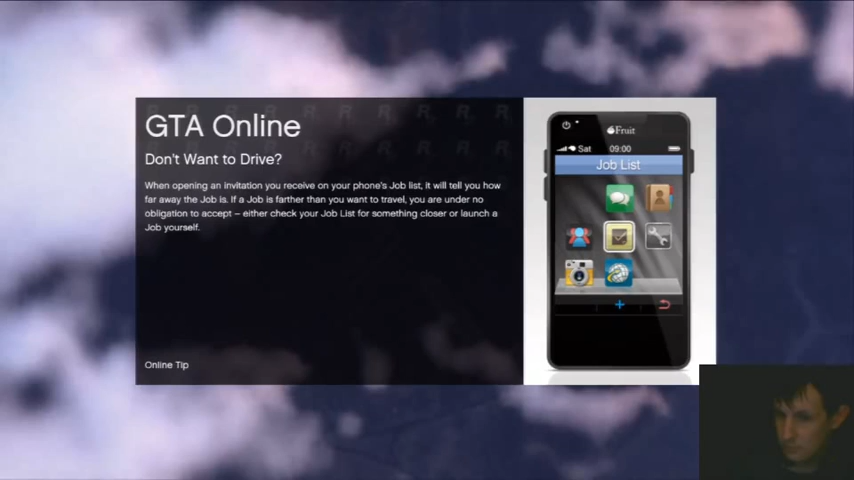 GTA Online
Don't Want to Drive?
When opening an invitation you receive on your phone's Job list, it will tell you how
far away the Job is. If a Job is farther than you want to travel, you are under no
obligation to accept – either check your Job List for something closer or launch a
Job yourself.
Online Tip
Fruit
Sat 09:00
Job List